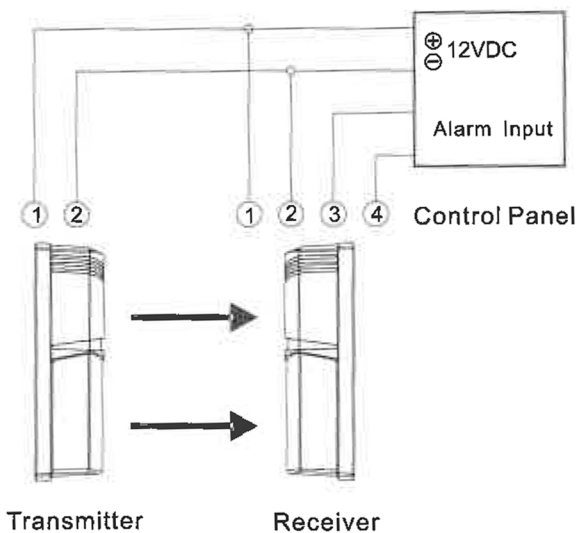 ⊕ 12VDC
⊖
Alarm Input
1 2 1 2 3 4
Control Panel
Transmitter Receiver